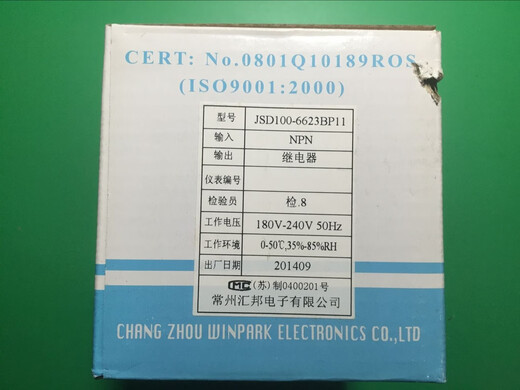 CERT: No.0801Q10189ROS
(ISO9001:2000)
型号 JSD100-6623BP11
输入 NPN
输出 继电器
仪表编号
检验员 检.8
工作电压 180V-240V 50Hz
工作环境 0-50℃,35%-85%RH
出厂日期 201409
MC (苏)制0400201号
常州汇邦电子有限公司
CHANG ZHOU WINPARK ELECTRONICS CO.,LTD